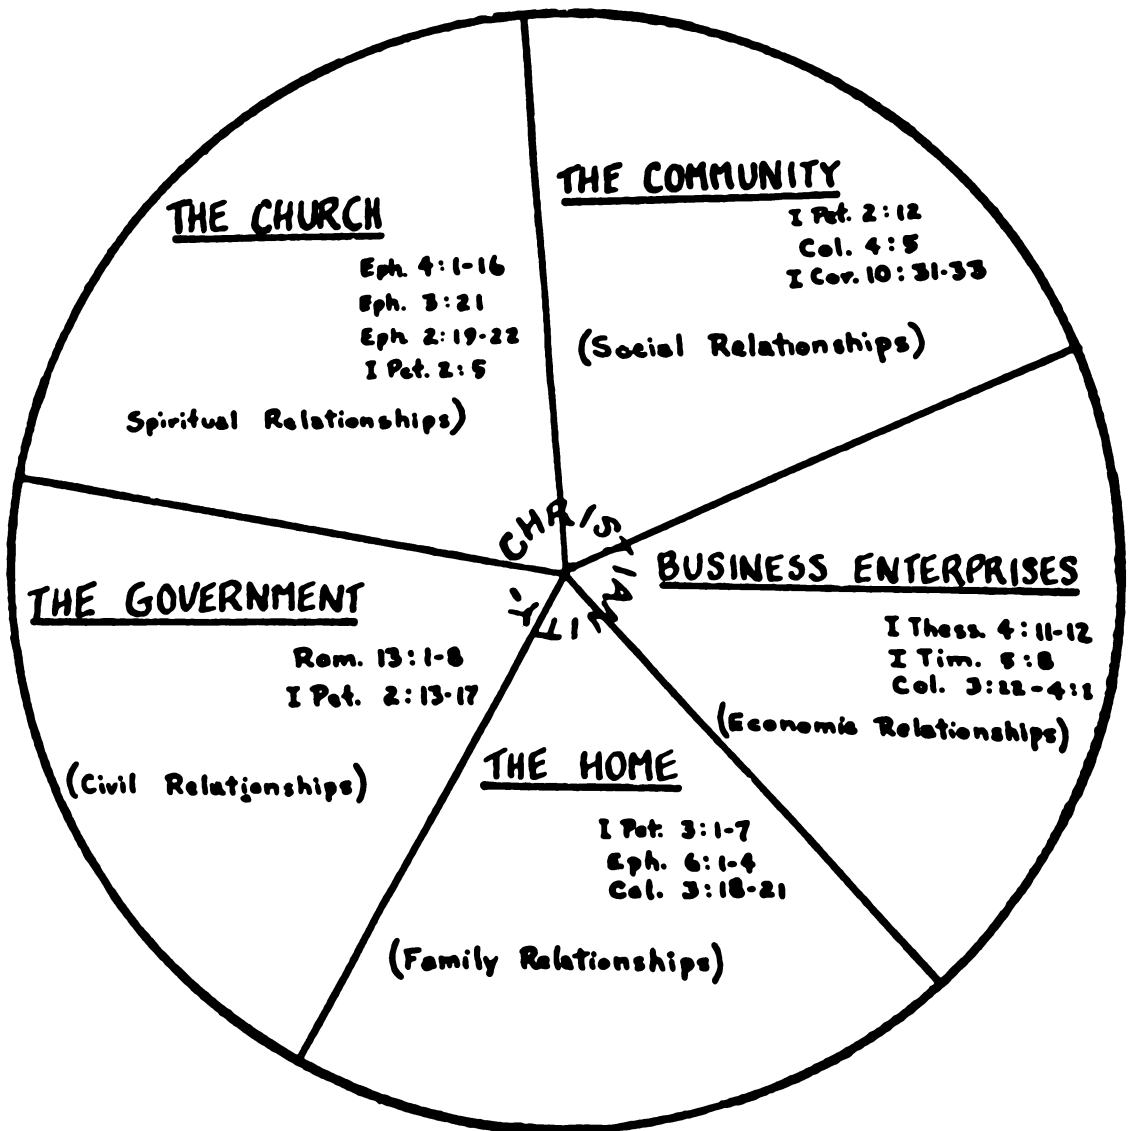 THE CHURCH
Eph. 4:1-16
Eph. 3:21
Eph. 2:19-22
I Pet. 2:5
Spiritual Relationships)
THE COMMUNITY
I Pet. 2:12
Col. 4:5
I Cor. 10:31-33
(Social Relationships)
CHRISTIANITY-
BUSINESS ENTERPRISES
I Thess. 4:11-12
I Tim. 5:8
Col. 3:22-4:1
(Economic Relationships)
THE GOVERNMENT
Rom. 13:1-8
I Pet. 2:13-17
(Civil Relationships)
THE HOME
I Pet. 3:1-7
Eph. 6:1-4
Col. 3:18-21
(Family Relationships)